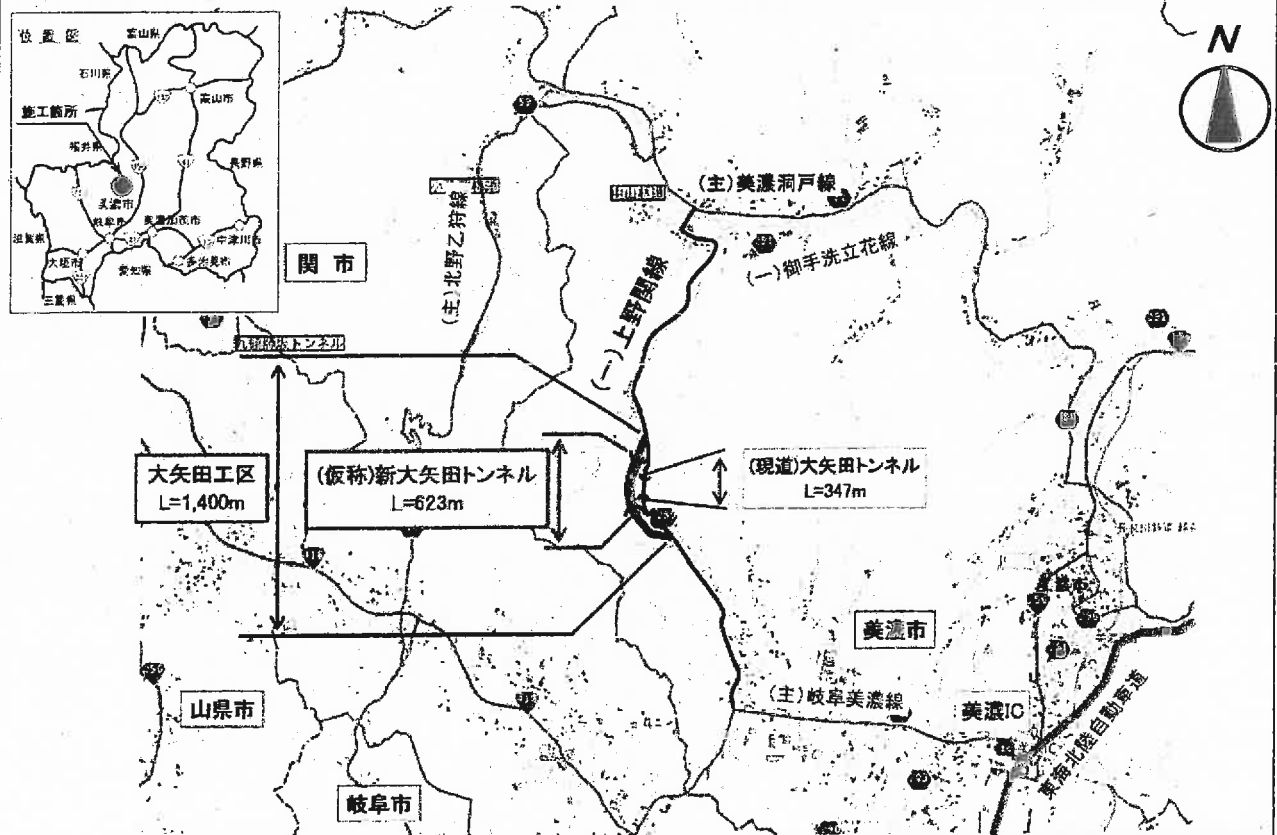 位置図
富山県
石川県
高山市
施工箇所
福井県
長野県
美濃市
岐阜市
美濃加茂市
中津川市
滋賀県
大垣市
多治見市
愛知県
三重県
N
関市
(主)北野乙狩線
(主)美濃洞戸線
(一)御手洗立花線
(一)上野関線
大矢田工区
L=1,400m
(仮称)新大矢田トンネル
L=623m
(現道)大矢田トンネル
L=347m
美濃市
山県市
(主)岐阜美濃線
美濃IC
東海北陸自動車道
岐阜市